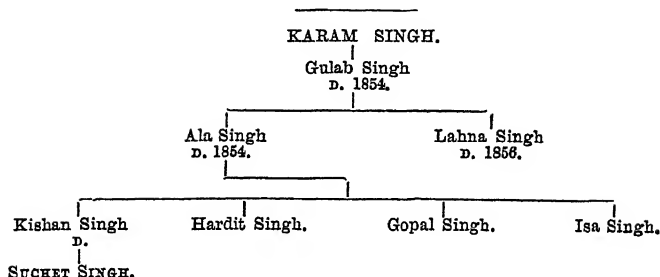 KARAM SINGH.
Gulab Singh
D. 1854.
Ala Singh Lahna Singh
D. 1854. D. 1856.
Kishan Singh Hardit Singh. Gopal Singh. Isa Singh.
D.
SUCHET SINGH.